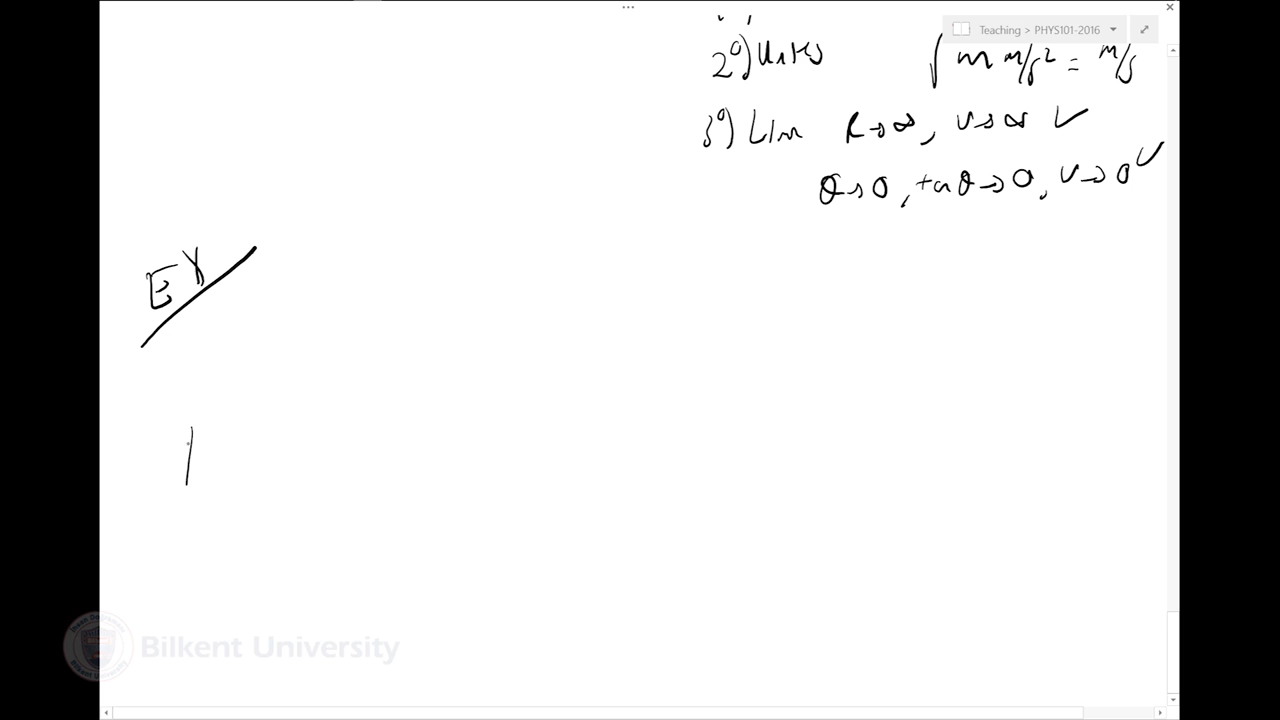 Teaching > PHYS101-2016
2°) Units √m m/s² = m/s
3°) Lim R→∞, v→∞ ✓
θ→0, tanθ→0, v→0 ✓
EX
Bilkent University